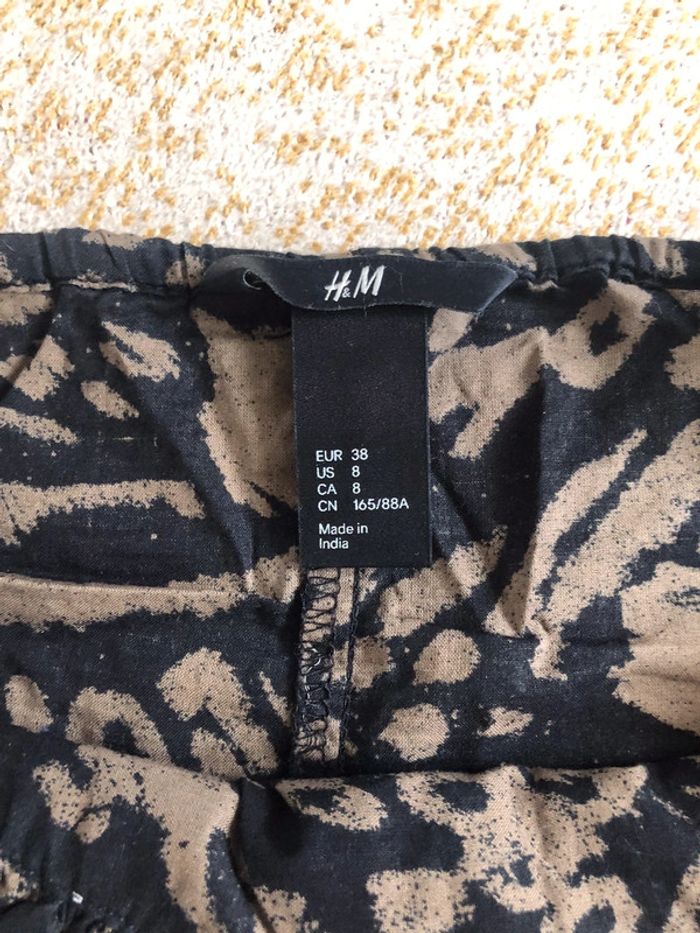 H&M
EUR 38
US 8
CA 8
CN 165/88A
Made in
India